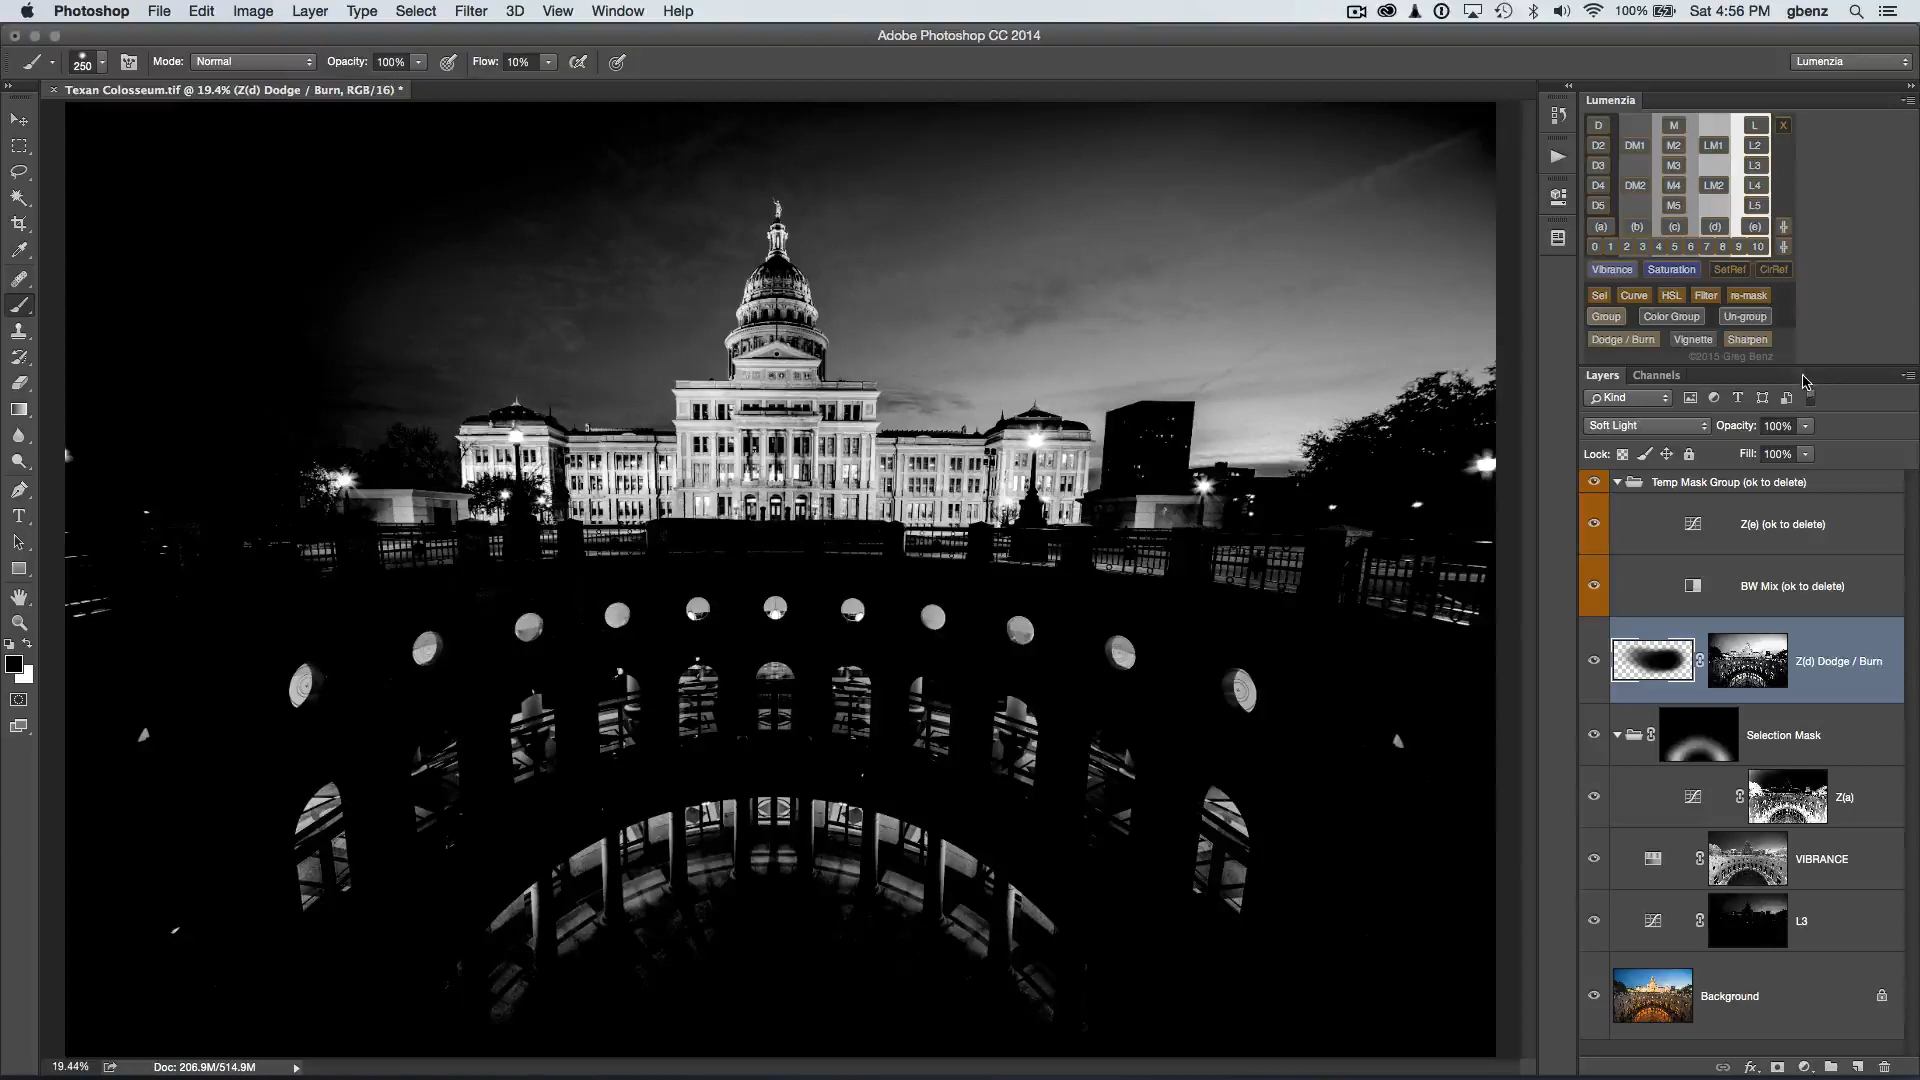 Photoshop File Edit Image Layer Type Select Filter 3D View Window Help 100% Sat 4:56 PM gbenz
Adobe Photoshop CC 2014
250 Mode: Normal Opacity: 100% Flow: 10% Lumenzia
× Texan Colosseum.tif @ 19.4% (Z(d) Dodge / Burn, RGB/16) *
Lumenzia
D M L X
D2 DM1 M2 LM1 L2
D3 M3 L3
D4 DM2 M4 LM2 L4
D5 M5 L5
(a) (b) (c) (d) (e)
0 1 2 3 4 5 6 7 8 9 10
Vibrance Saturation SetRef ClrRef
Sel Curve HSL Filter re-mask
Group Color Group Un-group
Dodge / Burn Vignette Sharpen
©2015 Greg Benz
Layers Channels
Kind
Soft Light Opacity: 100%
Lock: Fill: 100%
Temp Mask Group (ok to delete)
Z(e) (ok to delete)
BW Mix (ok to delete)
Z(d) Dodge / Burn
Selection Mask
Z(a)
VIBRANCE
L3
Background
19.44% Doc: 206.9M/514.9M
fx